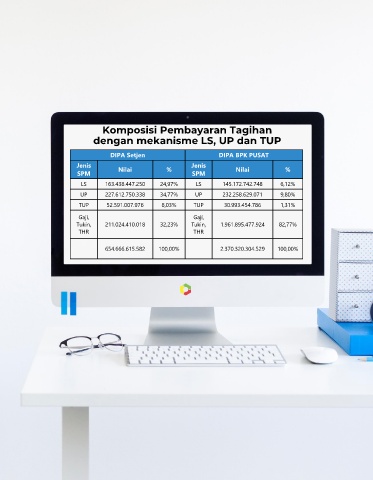 Komposisi Pembayaran Tagihan
dengan mekanisme LS, UP dan TUP
DIPA Setjen DIPA BPK PUSAT
Jenis SPM Nilai % Jenis SPM Nilai %
LS 163.438.447.250 24,97% LS 145.172.742.748 6,12%
UP 227.612.750.338 34,77% UP 232.258.629.071 9,80%
TUP 52.591.007.976 8,03% TUP 30.993.454.786 1,31%
Gaji, Tukin, THR 211.024.410.018 32,23% Gaji, Tukin, THR 1.961.895.477.924 82,77%
654.666.615.582 100,00% 2.370.320.304.529 100,00%